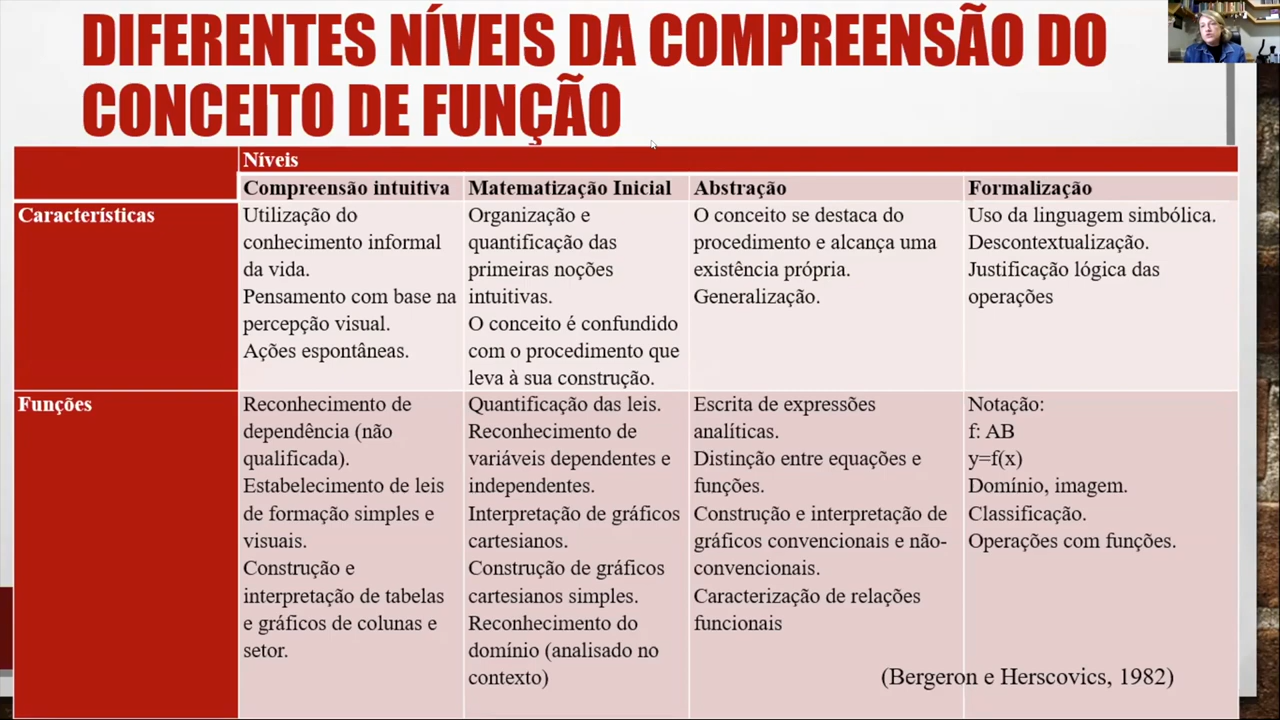 DIFERENTES NÍVEIS DA COMPREENSÃO DO
CONCEITO DE FUNÇÃO
Níveis
Compreensão intuitiva
Matematização Inicial
Abstração
Formalização
Características
Utilização do
conhecimento informal
da vida.
Pensamento com base na
percepção visual.
Ações espontâneas.
Organização e
quantificação das
primeiras noções
intuitivas.
O conceito é confundido
com o procedimento que
leva à sua construção.
O conceito se destaca do
procedimento e alcança uma
existência própria.
Generalização.
Uso da linguagem simbólica.
Descontextualização.
Justificação lógica das
operações
Funções
Reconhecimento de
dependência (não
qualificada).
Estabelecimento de leis
de formação simples e
visuais.
Construção e
interpretação de tabelas
e gráficos de colunas e
setor.
Quantificação das leis.
Reconhecimento de
variáveis dependentes e
independentes.
Interpretação de gráficos
cartesianos.
Construção de gráficos
cartesianos simples.
Reconhecimento do
domínio (analisado no
contexto)
Escrita de expressões
analíticas.
Distinção entre equações e
funções.
Construção e interpretação de
gráficos convencionais e não-
convencionais.
Caracterização de relações
funcionais
Notação:
f: AB
y=f(x)
Domínio, imagem.
Classificação.
Operações com funções.
(Bergeron e Herscovics, 1982)